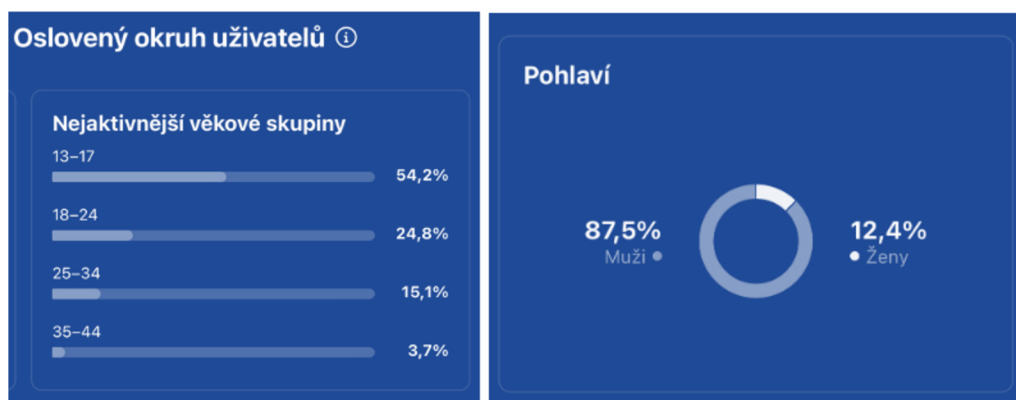 Oslovený okruh uživatelů
Nejaktivnější věkové skupiny
13–17
54,2%
18–24
24,8%
25–34
15,1%
35–44
3,7%
Pohlaví
87,5%
Muži
12,4%
Ženy